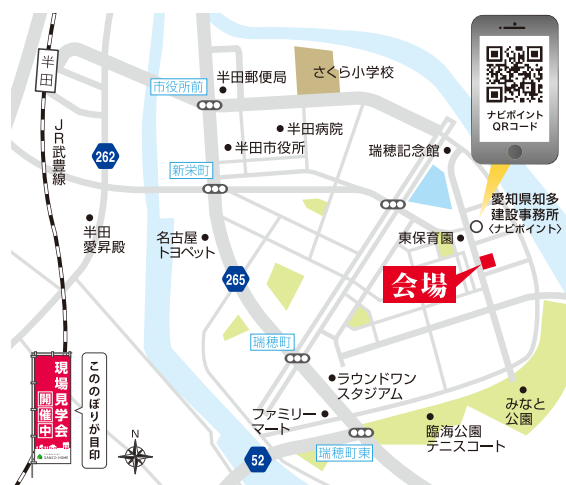 半田
JR武豊線
市役所前
半田郵便局
さくら小学校
ナビポイント
QRコード
262
半田病院
半田市役所
瑞穂記念館
新栄町
愛知県知多
建設事務所
〈ナビポイント〉
半田
愛昇殿
名古屋
トヨペット
東保育園
会場
265
瑞穂町
現場見学会
開催中
このぼりが目印
ラウンドワン
スタジアム
ファミリー
マート
みなと
公園
臨海公園
テニスコート
瑞穂町東
N
52